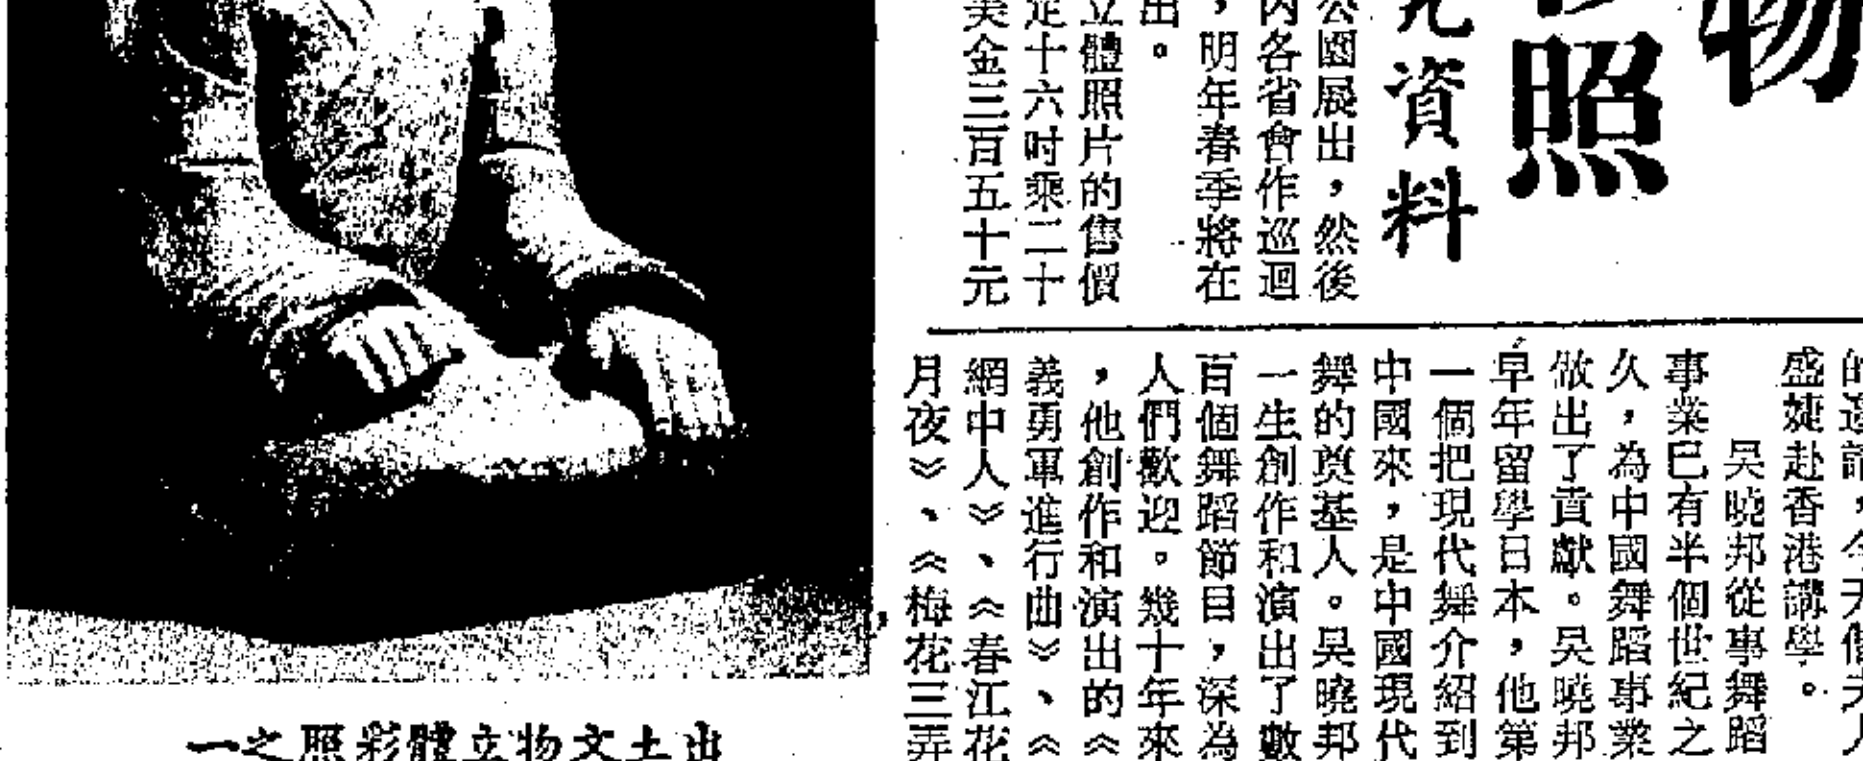 物
照
資料
公園展出，然後
內各省會作巡迴
，明年春季將在
出。
立體照片的售價
定十六吋乘二十
美金三百五十元
盛婕赴香港講學。
吳曉邦從事舞蹈
事業已有半個世紀之
久，為中國舞蹈事業
做出了貢獻。吳曉邦
早年留學日本，他第
一個把現代舞介紹到
中國來，是中國現代
舞的奠基人。吳曉邦
一生創作和演出了數
百個舞蹈節目，深為
人們歡迎。幾十年來
，他創作和演出的《
義勇軍進行曲》、《
網中人》、《春江花
月夜》、《梅花三弄
出土文物立體彩照之一